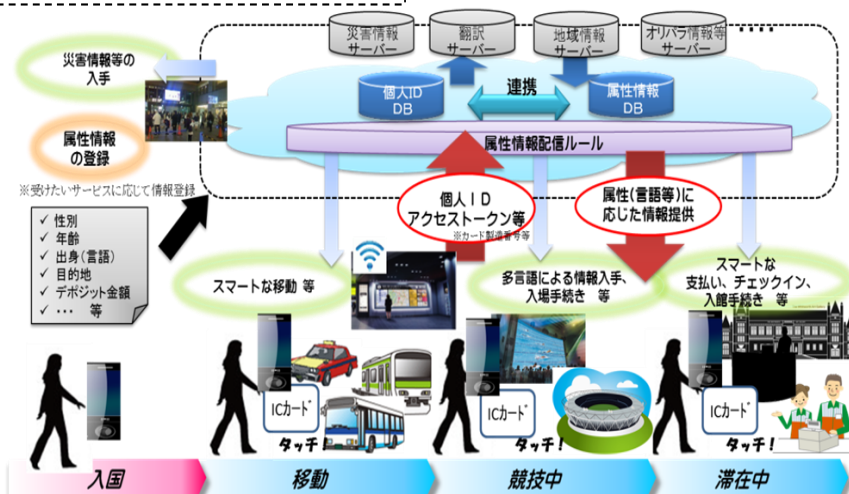 災害情報
サーバー
翻訳
サーバー
地域情報
サーバー
オリパラ情報等
サーバー
災害情報等の
入手
個人ID
DB
連携
属性情報
DB
属性情報配信ルール
属性情報
の登録
※受けたいサービスに応じて情報登録
個人ＩＤ
アクセストークン等
※カード製造番号等
属性(言語等)に
応じた情報提供
✓ 性別
✓ 年齢
✓ 出身(言語)
✓ 目的地
✓ デポジット金額
✓ ･･･ 等
スマートな移動 等
多言語による情報入手、
入場手続き 等
スマートな
支払い、チェックイン、
入館手続き 等
ICカード
タッチ！
ICカード
タッチ！
ICカード
タッチ！
入国
移動
競技中
滞在中